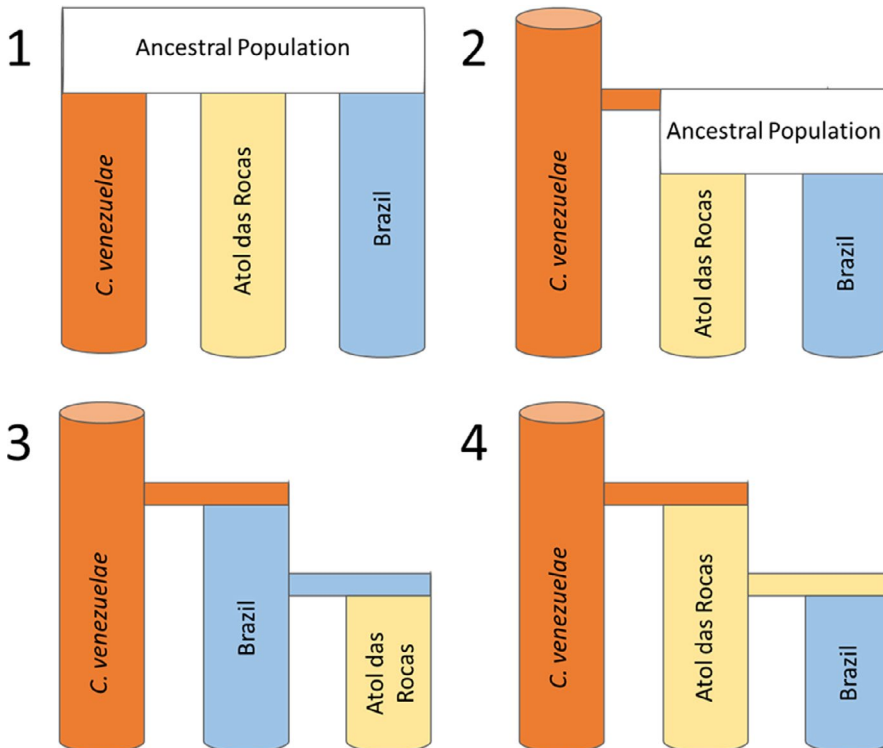 1
Ancestral Population
C. venezuelae
Atol das Rocas
Brazil
2
Ancestral Population
C. venezuelae
Atol das Rocas
Brazil
3
C. venezuelae
Brazil
Atol das
Rocas
4
C. venezuelae
Atol das Rocas
Brazil